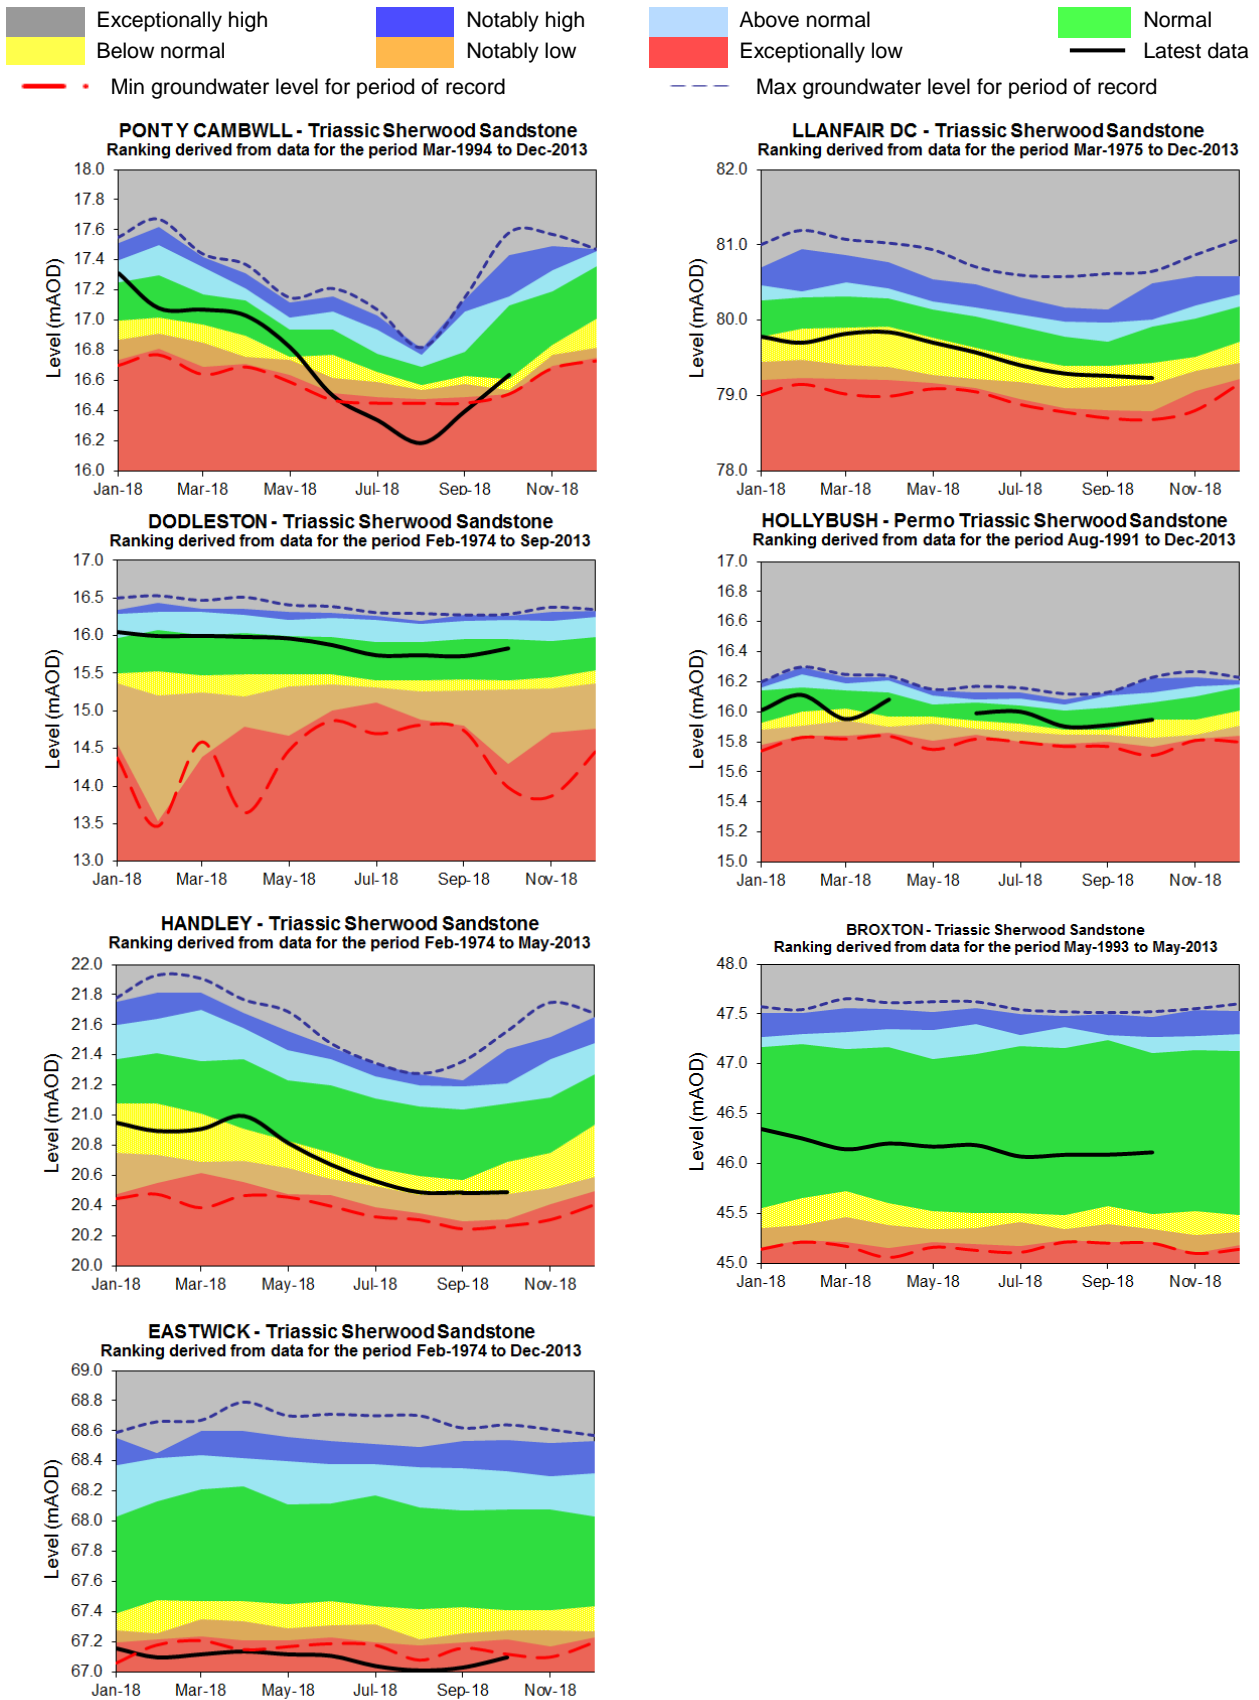 Exceptionally high Notably high Above normal Normal
Below normal Notably low Exceptionally low Latest data
Min groundwater level for period of record Max groundwater level for period of record
PONT Y CAMBWLL - Triassic Sherwood Sandstone
Ranking derived from data for the period Mar-1994 to Dec-2013
Level (mAOD)
18.0
17.8
17.6
17.4
17.2
17.0
16.8
16.6
16.4
16.2
16.0
Jan-18 Mar-18 May-18 Jul-18 Sep-18 Nov-18
LLANFAIR DC - Triassic Sherwood Sandstone
Ranking derived from data for the period Mar-1975 to Dec-2013
Level (mAOD)
82.0
81.0
80.0
79.0
78.0
Jan-18 Mar-18 May-18 Jul-18 Sep-18 Nov-18
DODLESTON - Triassic Sherwood Sandstone
Ranking derived from data for the period Feb-1974 to Sep-2013
Level (mAOD)
17.0
16.5
16.0
15.5
15.0
14.5
14.0
13.5
13.0
Jan-18 Mar-18 May-18 Jul-18 Sep-18 Nov-18
HOLLYBUSH - Permo Triassic Sherwood Sandstone
Ranking derived from data for the period Aug-1991 to Dec-2013
Level (mAOD)
17.0
16.8
16.6
16.4
16.2
16.0
15.8
15.6
15.4
15.2
15.0
Jan-18 Mar-18 May-18 Jul-18 Sep-18 Nov-18
HANDLEY - Triassic Sherwood Sandstone
Ranking derived from data for the period Feb-1974 to May-2013
Level (mAOD)
22.0
21.8
21.6
21.4
21.2
21.0
20.8
20.6
20.4
20.2
20.0
Jan-18 Mar-18 May-18 Jul-18 Sep-18 Nov-18
BROXTON - Triassic Sherwood Sandstone
Ranking derived from data for the period May-1993 to May-2013
Level (mAOD)
48.0
47.5
47.0
46.5
46.0
45.5
45.0
Jan-18 Mar-18 May-18 Jul-18 Sep-18 Nov-18
EASTWICK - Triassic Sherwood Sandstone
Ranking derived from data for the period Feb-1974 to Dec-2013
Level (mAOD)
69.0
68.8
68.6
68.4
68.2
68.0
67.8
67.6
67.4
67.2
67.0
Jan-18 Mar-18 May-18 Jul-18 Sep-18 Nov-18